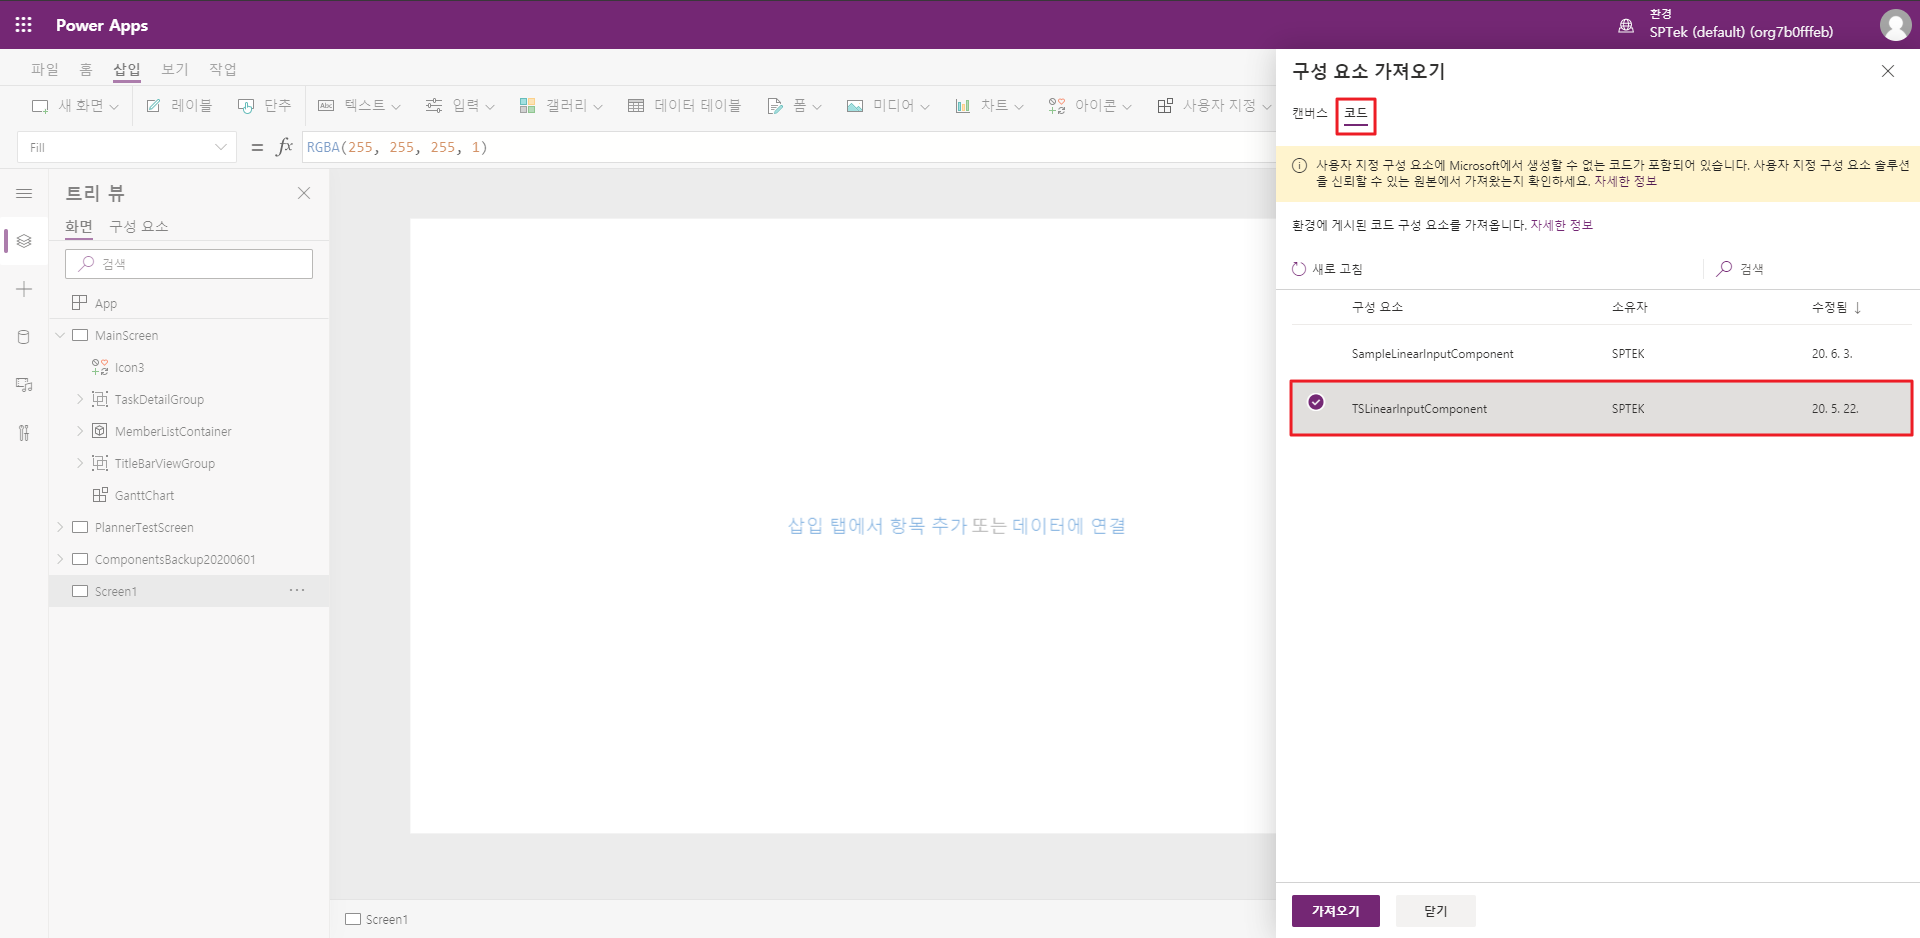 Power Apps
환경
SPTek (default) (org7b0fffeb)
파일 홈 삽입 보기 작업
새 화면 레이블 단추 Abc 텍스트 입력 갤러리 데이터 테이블 폼 미디어 차트 아이콘 사용자 지정
Fill = fx RGBA(255, 255, 255, 1)
트리 뷰
화면 구성 요소
검색
App
MainScreen
Icon3
TaskDetailGroup
MemberListContainer
TitleBarViewGroup
GanttChart
PlannerTestScreen
ComponentsBackup20200601
Screen1 ...
삽입 탭에서 항목 추가 또는 데이터에 연결
Screen1
구성 요소 가져오기
캔버스 코드
사용자 지정 구성 요소에 Microsoft에서 생성할 수 없는 코드가 포함되어 있습니다. 사용자 지정 구성 요소 솔루션
을 신뢰할 수 있는 원본에서 가져왔는지 확인하세요. 자세한 정보
환경에 게시된 코드 구성 요소를 가져옵니다. 자세한 정보
새로 고침 검색
구성 요소 소유자 수정됨 ↓
SampleLinearInputComponent SPTEK 20. 6. 3.
TSLinearInputComponent SPTEK 20. 5. 22.
가져오기 닫기